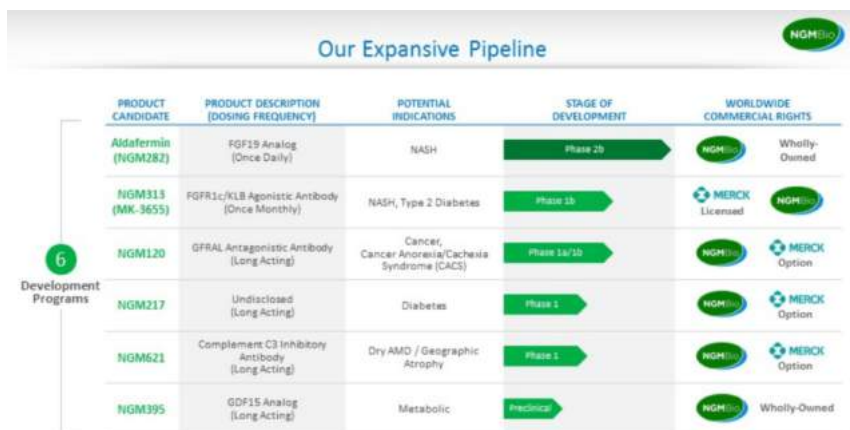 NGMBio
Our Expansive Pipeline
PRODUCT CANDIDATE
PRODUCT DESCRIPTION (DOSING FREQUENCY)
POTENTIAL INDICATIONS
STAGE OF DEVELOPMENT
WORLDWIDE COMMERCIAL RIGHTS
6
Development
Programs
Aldafermin
(NGM282)
FGF19 Analog
(Once Daily)
NASH
Phase 2b
NGMBio
Wholly-
Owned
NGM313
(MK-3655)
FGFR1c/KLB Agonistic Antibody
(Once Monthly)
NASH, Type 2 Diabetes
Phase 1b
MERCK
Licensed
NGMBio
NGM120
GFRAL Antagonistic Antibody
(Long Acting)
Cancer,
Cancer Anorexia/Cachexia
Syndrome (CACS)
Phase 1a/1b
NGMBio
MERCK
Option
NGM217
Undisclosed
(Long Acting)
Diabetes
Phase 1
NGMBio
MERCK
Option
NGM621
Complement C3 Inhibitory
Antibody
(Long Acting)
Dry AMD / Geographic
Atrophy
Phase 1
NGMBio
MERCK
Option
NGM395
GDF15 Analog
(Long Acting)
Metabolic
Preclinical
NGMBio
Wholly-Owned